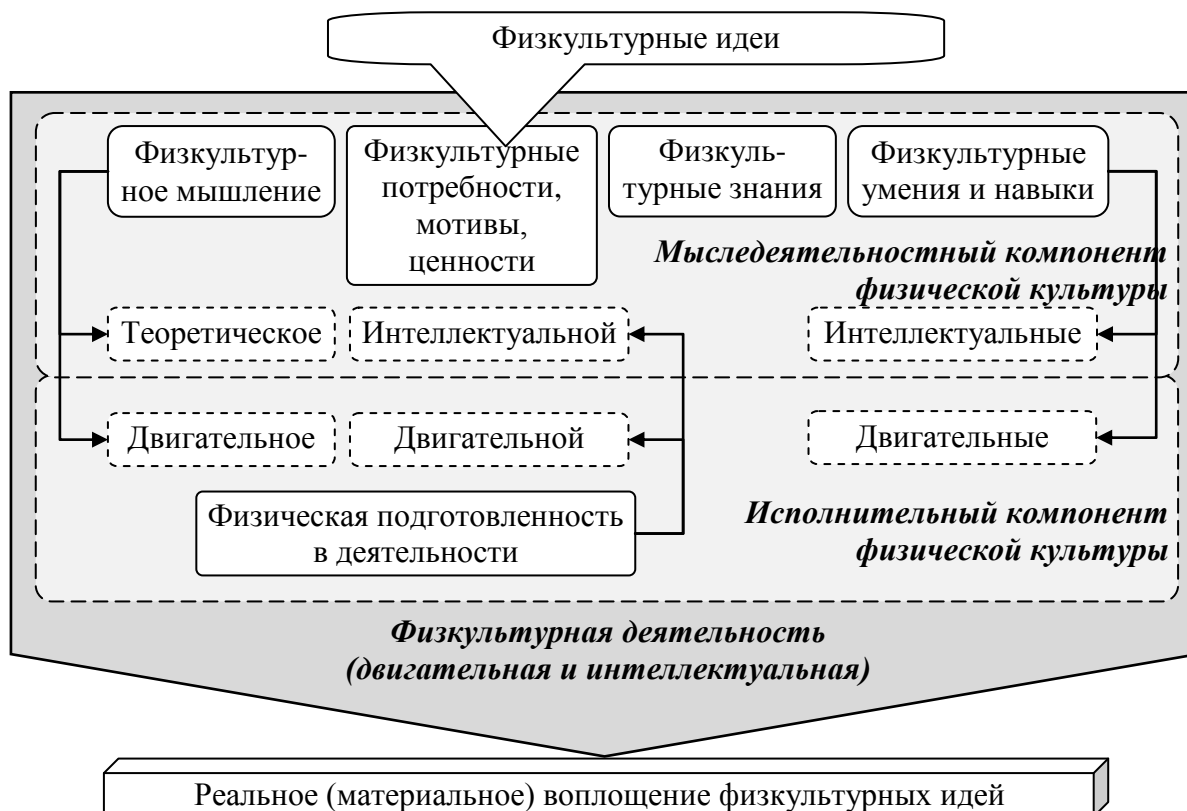 Физкультурные идеи
Физкультур-
ное мышление
Физкультурные
потребности,
мотивы,
ценности
Физкуль-
турные знания
Физкультурные
умения и навыки
Мыследеятельностный компонент
физической культуры
Теоретическое
Интеллектуальной
Интеллектуальные
Двигательное
Двигательной
Двигательные
Физическая подготовленность
в деятельности
Исполнительный компонент
физической культуры
Физкультурная деятельность
(двигательная и интеллектуальная)
Реальное (материальное) воплощение физкультурных идей